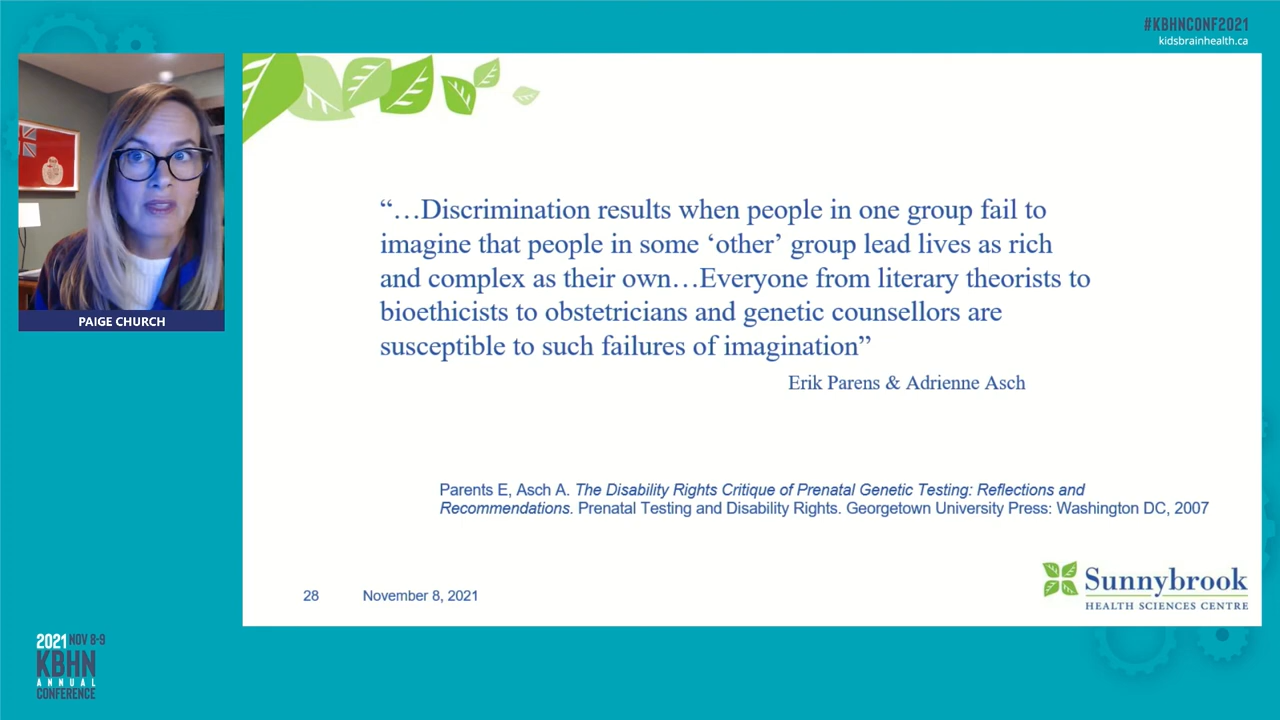 #KBHNCONF2021
kidsbrainhealth.ca
PAIGE CHURCH
“…Discrimination results when people in one group fail to
imagine that people in some ‘other’ group lead lives as rich
and complex as their own…Everyone from literary theorists to
bioethicists to obstetricians and genetic counsellors are
susceptible to such failures of imagination”
Erik Parens & Adrienne Asch
Parents E, Asch A. The Disability Rights Critique of Prenatal Genetic Testing: Reflections and
Recommendations. Prenatal Testing and Disability Rights. Georgetown University Press: Washington DC, 2007
28 November 8, 2021
Sunnybrook
HEALTH SCIENCES CENTRE
2021 NOV 8-9
KBHN
ANNUAL
CONFERENCE